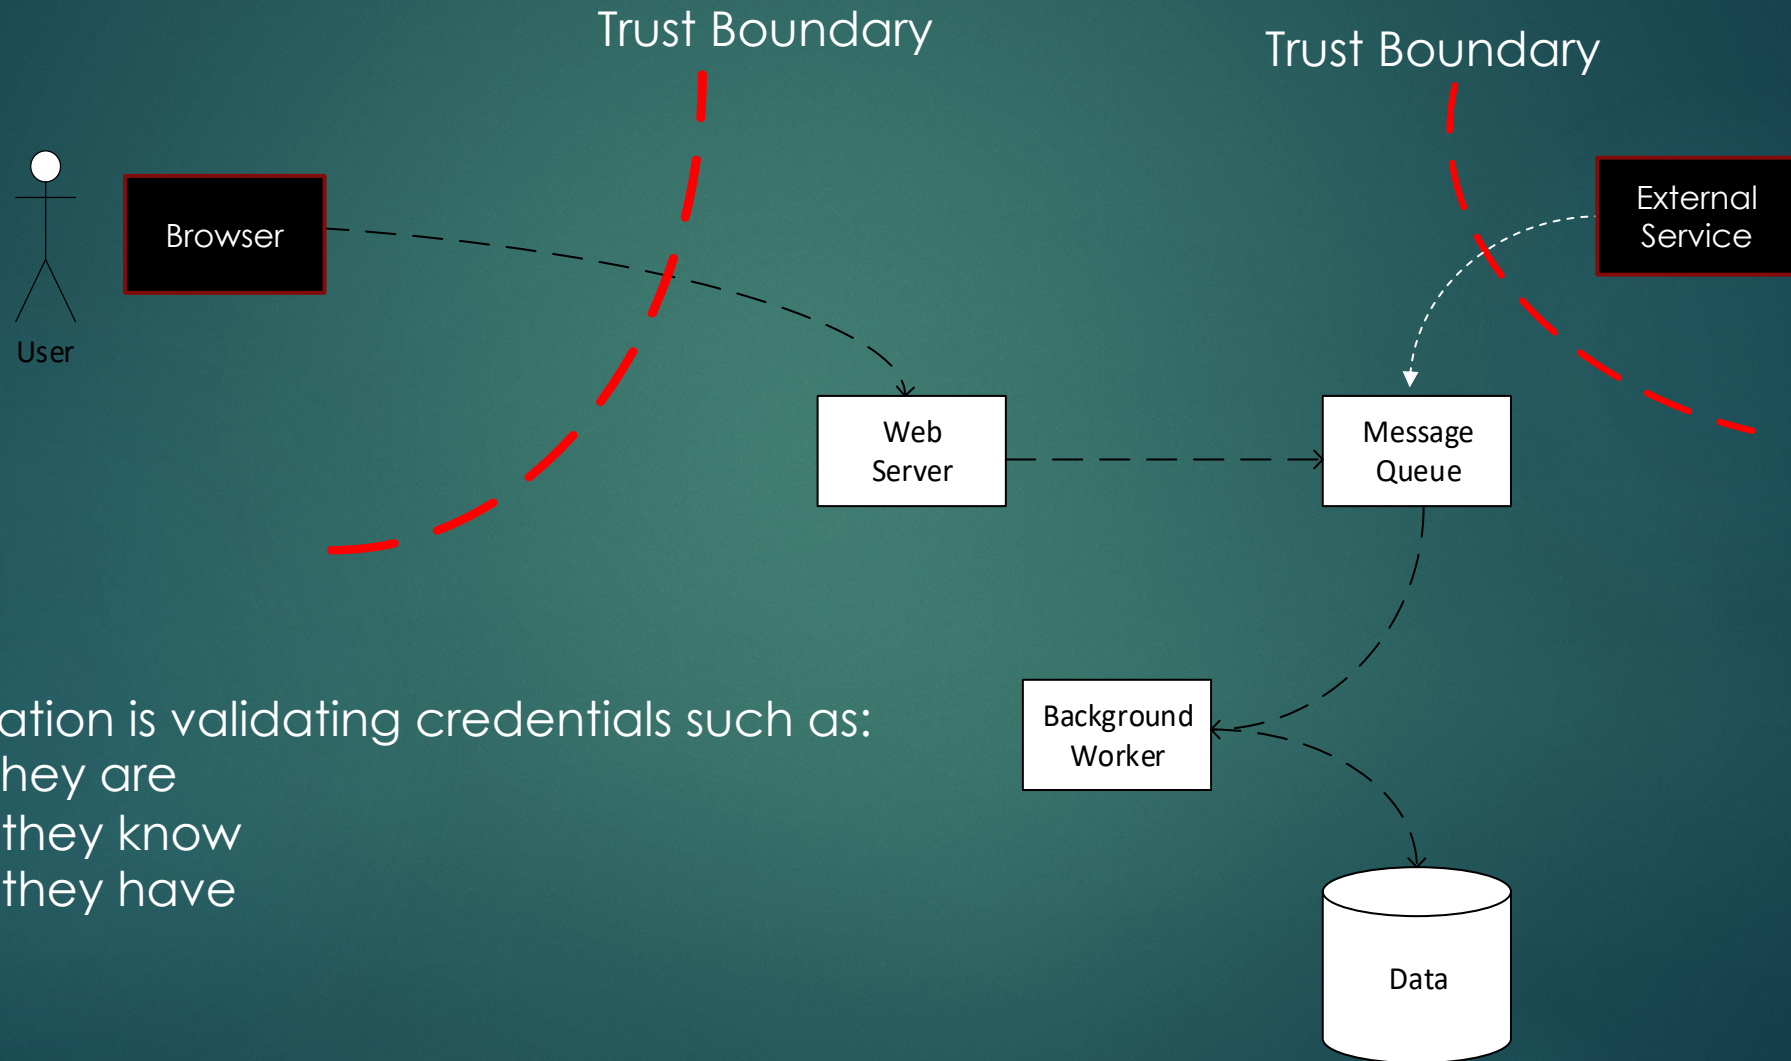 Trust Boundary
Trust Boundary
Browser
External
Service
User
Web
Server
Message
Queue
ation is validating credentials such as:
hey are
they know
they have
Background
Worker
Data